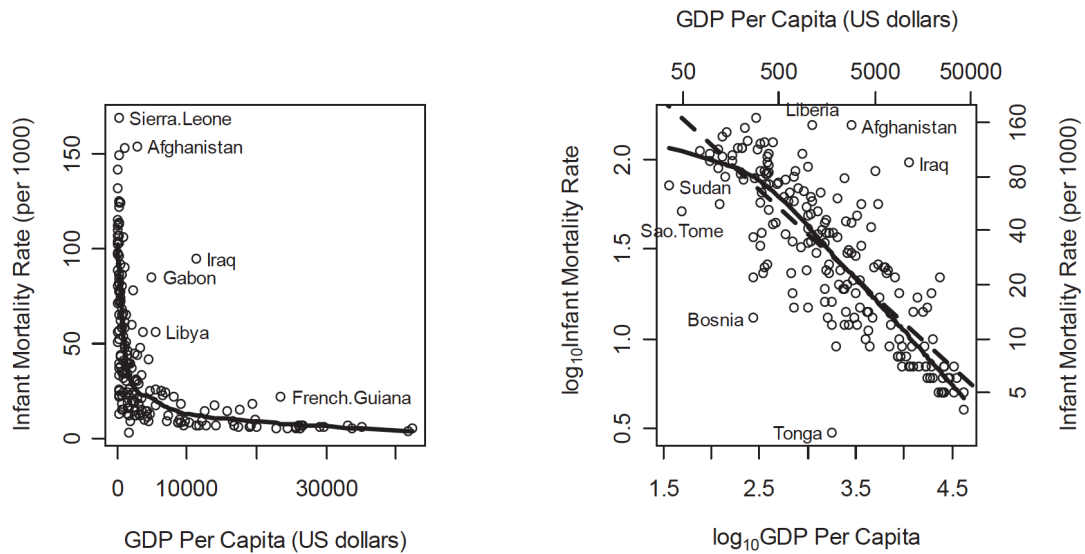 Infant Mortality Rate (per 1000)
150
100
50
0
Sierra.Leone
Afghanistan
Iraq
Gabon
Libya
French.Guiana
0 10000 30000
GDP Per Capita (US dollars)
GDP Per Capita (US dollars)
50 500 5000 50000
log10Infant Mortality Rate
2.0
1.5
1.0
0.5
Liberia
Afghanistan
Iraq
Sudan
Sao.Tome
Bosnia
Tonga
160
80
40
20
10
5
Infant Mortality Rate (per 1000)
1.5 2.5 3.5 4.5
log10GDP Per Capita